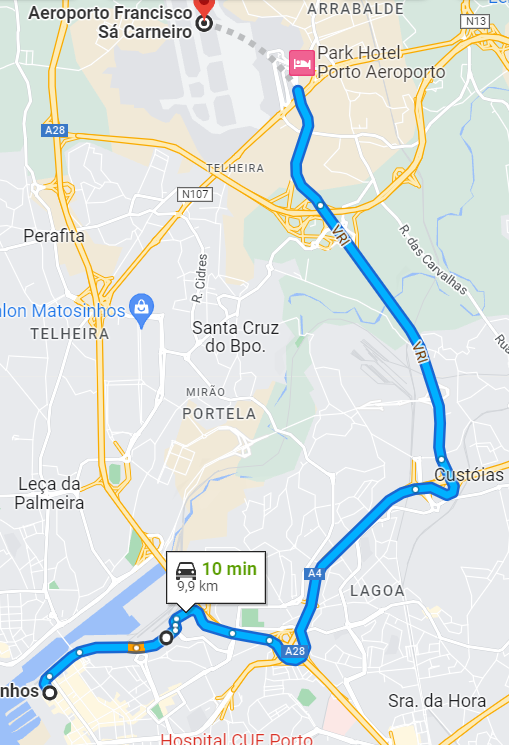 Aeroporto Francisco
Sá Carneiro
ARRABALDE
N13
Park Hotel
Porto Aeroporto
A28
TELHEIRA
N107
VRI
Perafita
R. das Carvalhas
R. Cidres
Matosinhos
TELHEIRA
Santa Cruz
do Bpo.
VRI
Rua
MIRÃO
PORTELA
Custóias
Leça da
Palmeira
10 min
9,9 km
A4
LAGOA
A28
nhos
Sra. da Hora
Hospital CUF Porto